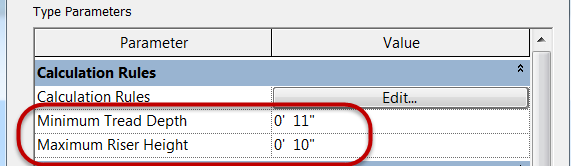 Type Parameters
Parameter Value
Calculation Rules
Calculation Rules Edit...
Minimum Tread Depth 0' 11"
Maximum Riser Height 0' 10"